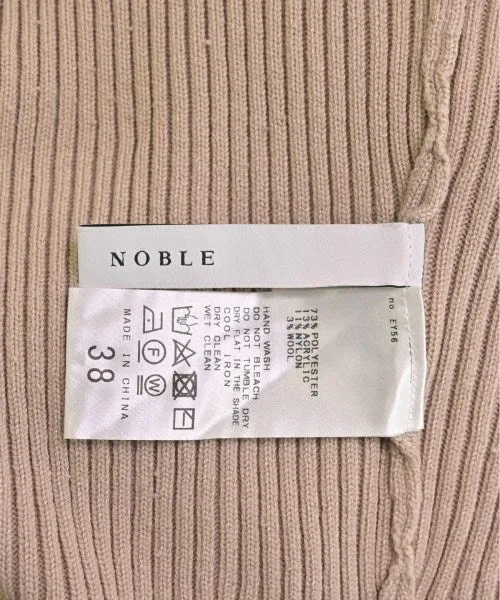 NOBLE
no EY56
73% POLYESTER
13% ACRYLIC
11% NYLON
3% WOOL
HAND WASH
DO NOT BLEACH
DO NOT TUMBLE DRY
DRY FLAT IN THE SHADE
COOL IRON
DRY CLEAN
WET CLEAN
F
W
MADE IN CHINA
38